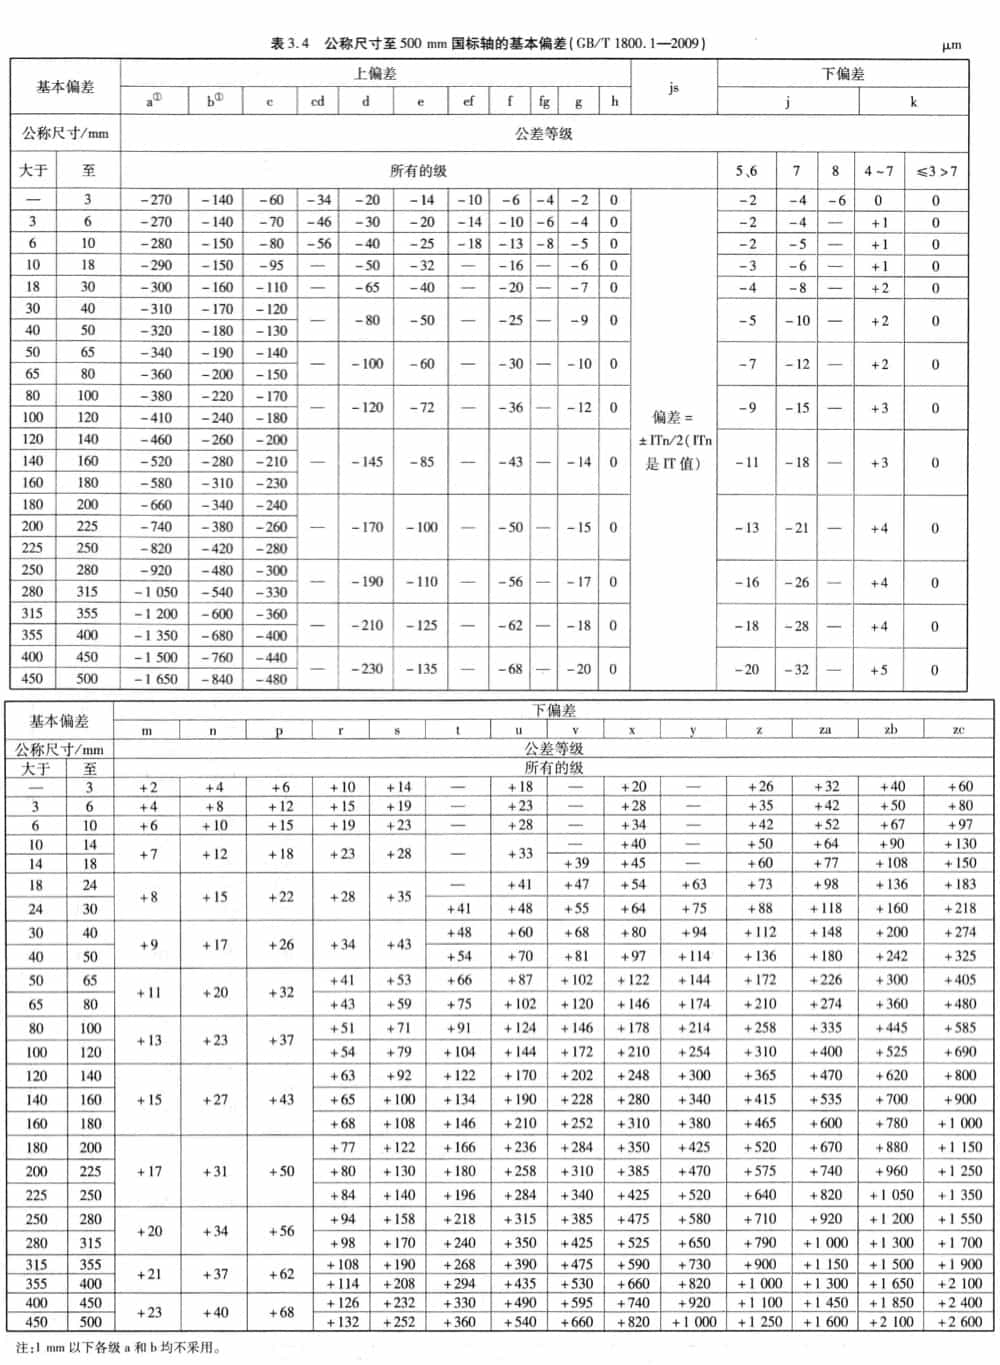 表 3.4 公称尺寸至 500 mm 国标轴的基本偏差(GB/T 1800.1—2009) μm
基本偏差 上偏差 js 下偏差
a① b① c cd d e ef f fg g h j k
公称尺寸/mm 公差等级
大于 至 所有的级 5、6 7 8 4~7 ≤3 >7
— 3 -270 -140 -60 -34 -20 -14 -10 -6 -4 -2 0 -2 -4 -6 0 0
3 6 -270 -140 -70 -46 -30 -20 -14 -10 -6 -4 0 -2 -4 — +1 0
6 10 -280 -150 -80 -56 -40 -25 -18 -13 -8 -5 0 -2 -5 — +1 0
10 18 -290 -150 -95 — -50 -32 — -16 — -6 0 -3 -6 — +1 0
18 30 -300 -160 -110 — -65 -40 — -20 — -7 0 -4 -8 — +2 0
30 40 -310 -170 -120
— -80 -50 — -25 — -9 0 -5 -10 — +2 0
40 50 -320 -180 -130
50 65 -340 -190 -140
— -100 -60 — -30 — -10 0 -7 -12 — +2 0
65 80 -360 -200 -150
80 100 -380 -220 -170
— -120 -72 — -36 — -12 0 -9 -15 — +3 0
100 120 -410 -240 -180 偏差 =
120 140 -460 -260 -200 ± ITn/2( ITn
140 160 -520 -280 -210 — -145 -85 — -43 — -14 0 是 IT 值) -11 -18 — +3 0
160 180 -580 -310 -230
180 200 -660 -340 -240
200 225 -740 -380 -260 — -170 -100 — -50 — -15 0 -13 -21 — +4 0
225 250 -820 -420 -280
250 280 -920 -480 -300
— -190 -110 — -56 — -17 0 -16 -26 — +4 0
280 315 -1 050 -540 -330
315 355 -1 200 -600 -360
— -210 -125 — -62 — -18 0 -18 -28 — +4 0
355 400 -1 350 -680 -400
400 450 -1 500 -760 -440
— -230 -135 — -68 — -20 0 -20 -32 — +5 0
450 500 -1 650 -840 -480
基本偏差 下偏差
m n p r s t u v x y z za zb zc
公称尺寸/mm 公差等级
大于 至 所有的级
— 3 +2 +4 +6 +10 +14 — +18 — +20 — +26 +32 +40 +60
3 6 +4 +8 +12 +15 +19 — +23 — +28 — +35 +42 +50 +80
6 10 +6 +10 +15 +19 +23 — +28 — +34 — +42 +52 +67 +97
10 14 — +40 — +50 +64 +90 +130
+7 +12 +18 +23 +28 — +33
14 18 +39 +45 — +60 +77 +108 +150
18 24 — +41 +47 +54 +63 +73 +98 +136 +183
+8 +15 +22 +28 +35
24 30 +41 +48 +55 +64 +75 +88 +118 +160 +218
30 40 +48 +60 +68 +80 +94 +112 +148 +200 +274
+9 +17 +26 +34 +43
40 50 +54 +70 +81 +97 +114 +136 +180 +242 +325
50 65 +41 +53 +66 +87 +102 +122 +144 +172 +226 +300 +405
+11 +20 +32
65 80 +43 +59 +75 +102 +120 +146 +174 +210 +274 +360 +480
80 100 +51 +71 +91 +124 +146 +178 +214 +258 +335 +445 +585
+13 +23 +37
100 120 +54 +79 +104 +144 +172 +210 +254 +310 +400 +525 +690
120 140 +63 +92 +122 +170 +202 +248 +300 +365 +470 +620 +800
140 160 +15 +27 +43 +65 +100 +134 +190 +228 +280 +340 +415 +535 +700 +900
160 180 +68 +108 +146 +210 +252 +310 +380 +465 +600 +780 +1 000
180 200 +77 +122 +166 +236 +284 +350 +425 +520 +670 +880 +1 150
200 225 +17 +31 +50 +80 +130 +180 +258 +310 +385 +470 +575 +740 +960 +1 250
225 250 +84 +140 +196 +284 +340 +425 +520 +640 +820 +1 050 +1 350
250 280 +94 +158 +218 +315 +385 +475 +580 +710 +920 +1 200 +1 550
+20 +34 +56
280 315 +98 +170 +240 +350 +425 +525 +650 +790 +1 000 +1 300 +1 700
315 355 +108 +190 +268 +390 +475 +590 +730 +900 +1 150 +1 500 +1 900
+21 +37 +62
355 400 +114 +208 +294 +435 +530 +660 +820 +1 000 +1 300 +1 650 +2 100
400 450 +126 +232 +330 +490 +595 +740 +920 +1 100 +1 450 +1 850 +2 400
+23 +40 +68
450 500 +132 +252 +360 +540 +660 +820 +1 000 +1 250 +1 600 +2 100 +2 600
注:1 mm 以下各级 a 和 b 均不采用。